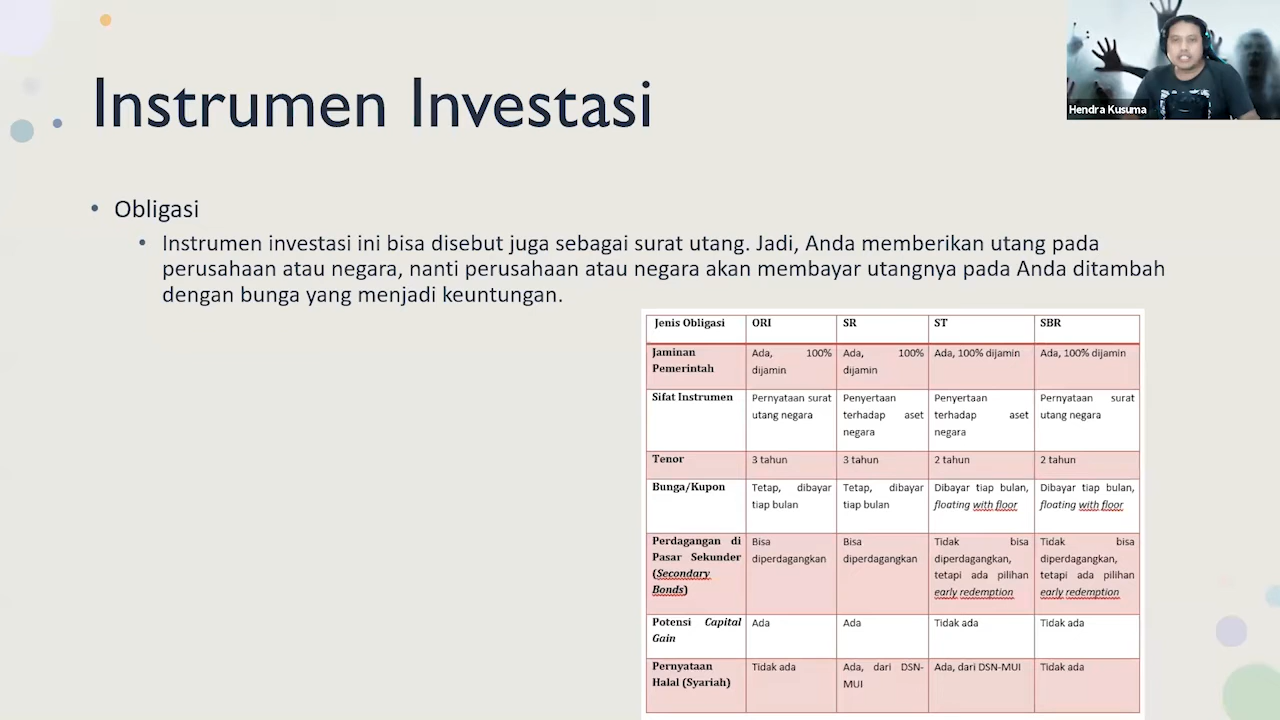 Instrumen Investasi
Hendra Kusuma
• Obligasi
• Instrumen investasi ini bisa disebut juga sebagai surat utang. Jadi, Anda memberikan utang pada
perusahaan atau negara, nanti perusahaan atau negara akan membayar utangnya pada Anda ditambah
dengan bunga yang menjadi keuntungan.
Jenis Obligasi ORI SR ST SBR
Jaminan Pemerintah Ada, 100% dijamin Ada, 100% dijamin Ada, 100% dijamin Ada, 100% dijamin
Sifat Instrumen Pernyataan surat utang negara Penyertaan terhadap aset negara Penyertaan terhadap aset negara Pernyataan surat utang negara
Tenor 3 tahun 3 tahun 2 tahun 2 tahun
Bunga/Kupon Tetap, dibayar tiap bulan Tetap, dibayar tiap bulan Dibayar tiap bulan, floating with floor Dibayar tiap bulan, floating with floor
Perdagangan di Pasar Sekunder (Secondary Bonds) Bisa diperdagangkan Bisa diperdagangkan Tidak bisa diperdagangkan, tetapi ada pilihan early redemption Tidak bisa diperdagangkan, tetapi ada pilihan early redemption
Potensi Capital Gain Ada Ada Tidak ada Tidak ada
Pernyataan Halal (Syariah) Tidak ada Ada, dari DSN-MUI Ada, dari DSN-MUI Tidak ada